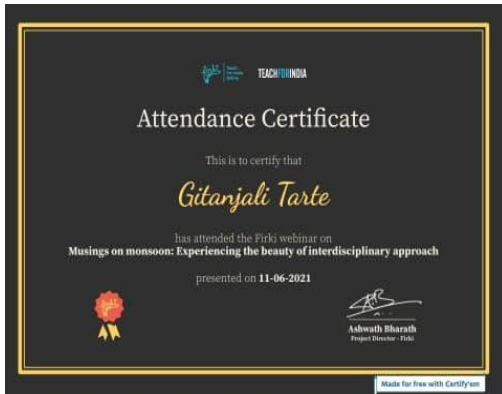 TEACHFORINDIA
Attendance Certificate
This is to certify that
Gitanjali Tarte
has attended the Firki webinar on
Musings on monsoon: Experiencing the beauty of interdisciplinary approach
presented on 11-06-2021
Ashwath Bharath
Project Director - Firki
Made for free with Certify'em